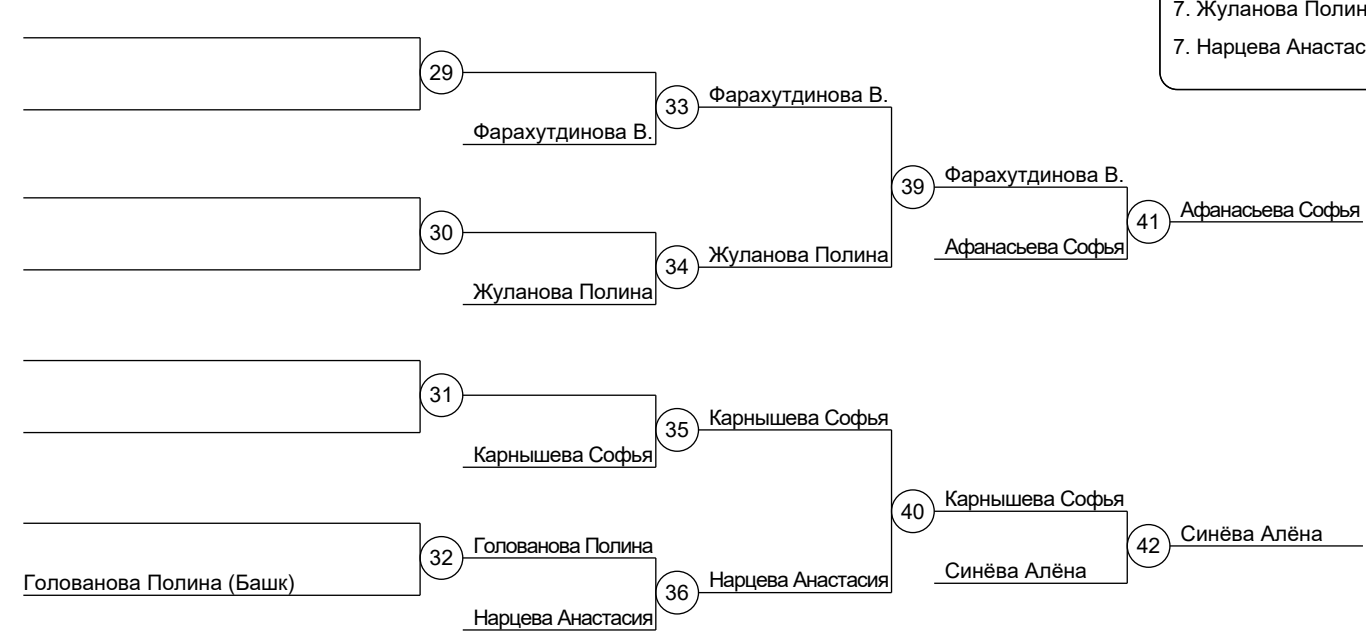 7. Жуланова Полин
7. Нарцева Анастас
29
Фарахутдинова В.
33
Фарахутдинова В.
39
Фарахутдинова В.
30
Жуланова Полина
34
Жуланова Полина
Афанасьева Софья
41
Афанасьева Софья
31
Карнышева Софья
35
Карнышева Софья
40
Карнышева Софья
Голованова Полина (Башк)
32
Голованова Полина
Нарцева Анастасия
36
Нарцева Анастасия
Синёва Алёна
42
Синёва Алёна